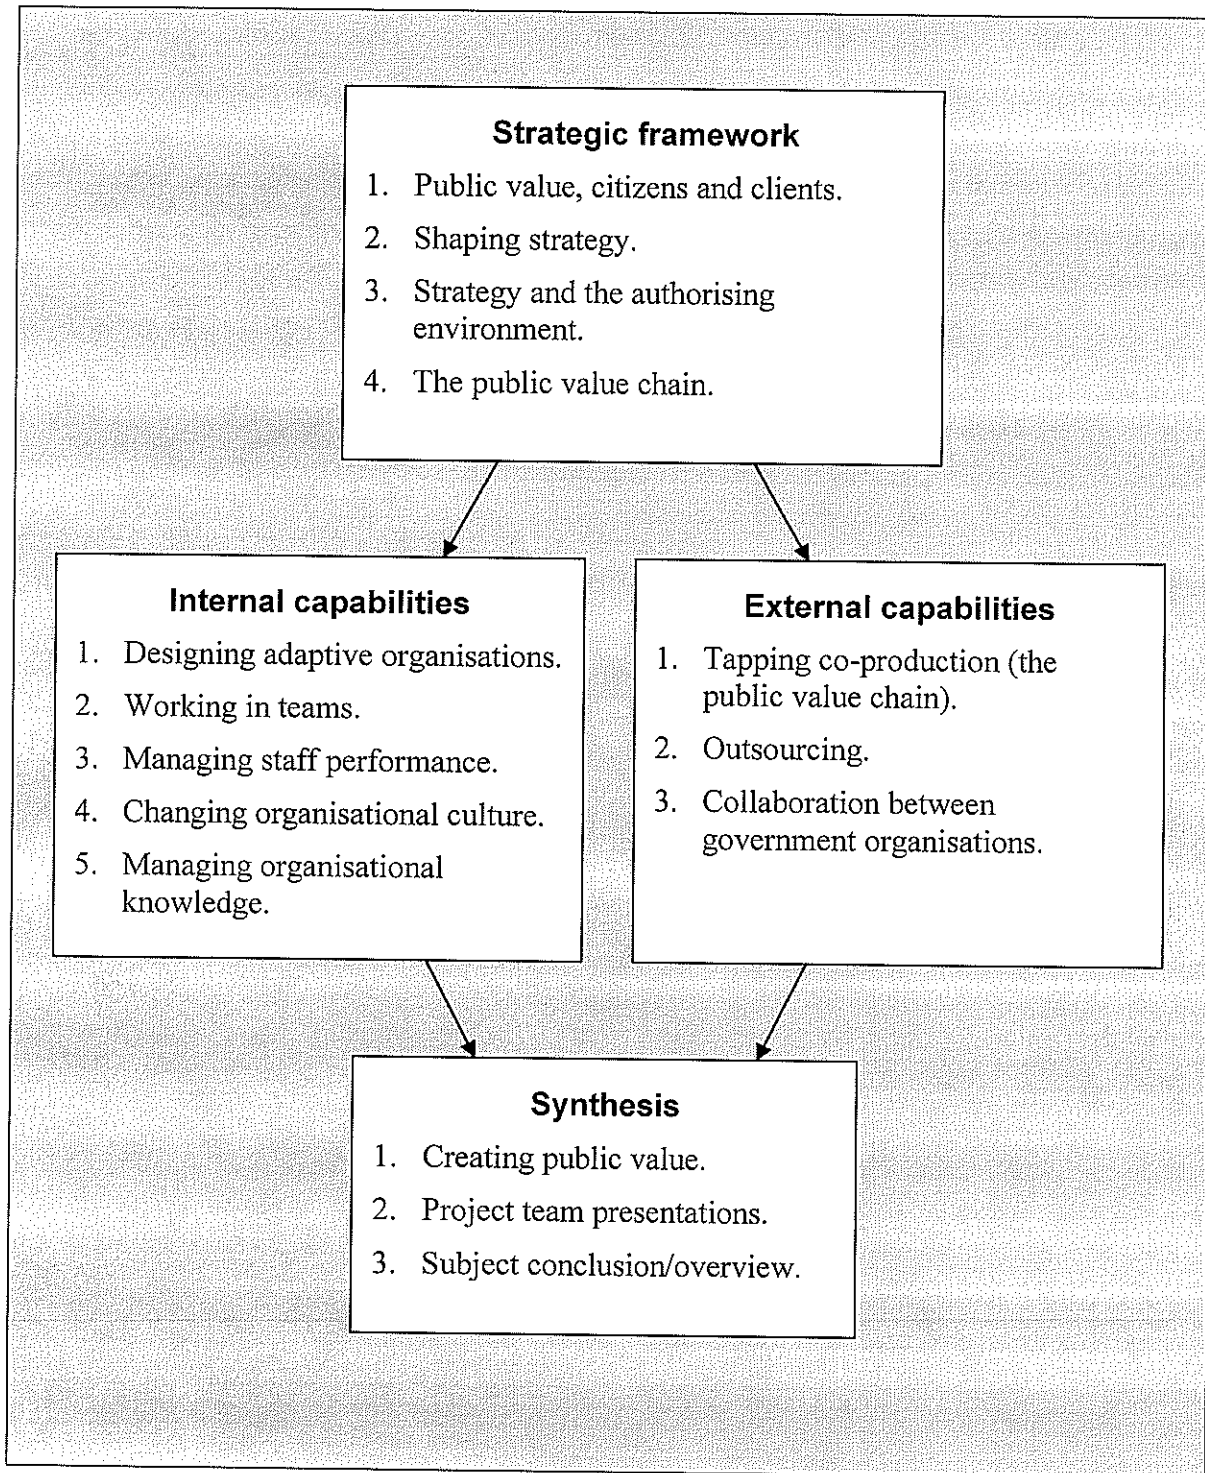 Strategic framework
1. Public value, citizens and clients.
2. Shaping strategy.
3. Strategy and the authorising
environment.
4. The public value chain.
Internal capabilities
1. Designing adaptive organisations.
2. Working in teams.
3. Managing staff performance.
4. Changing organisational culture.
5. Managing organisational
knowledge.
External capabilities
1. Tapping co-production (the
public value chain).
2. Outsourcing.
3. Collaboration between
government organisations.
Synthesis
1. Creating public value.
2. Project team presentations.
3. Subject conclusion/overview.